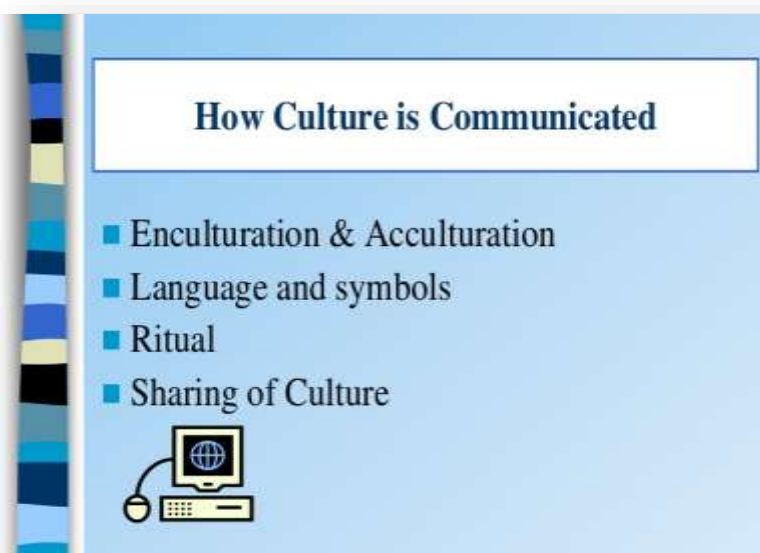 How Culture is Communicated
Enculturation & Acculturation
Language and symbols
Ritual
Sharing of Culture